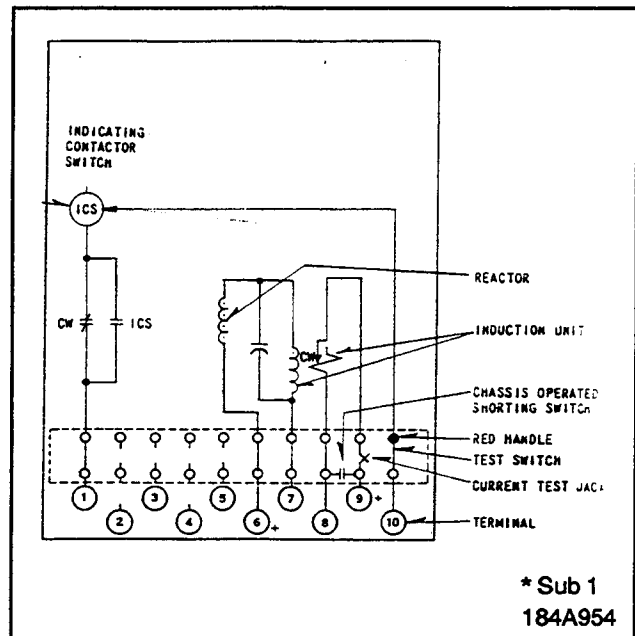 INDICATING
CONTACTOR
SWITCH
ICS
CW
ICS
REACTOR
INDUCTION UNIT
CW
CHASSIS OPERATED
SHORTING SWITCH
RED HANDLE
TEST SWITCH
CURRENT TEST JACK
1
3
5
7
9
+
2
4
6
+
8
10
TERMINAL
* Sub 1
184A954